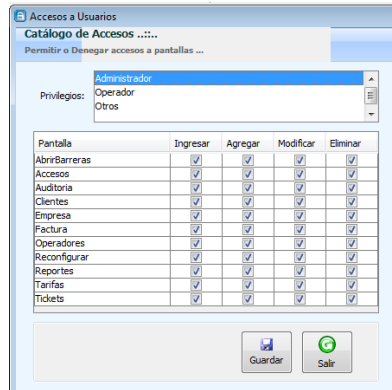 Accesos a Usuarios
Catálogo de Accesos ..::..
Permitir o Denegar accesos a pantallas ...
Privilegios:
Administrador
Operador
Otros
Pantalla Ingresar Agregar Modificar Eliminar
AbrirBarreras
Accesos
Auditoria
Clientes
Empresa
Factura
Operadores
Reconfigurar
Reportes
Tarifas
Tickets
Guardar Salir